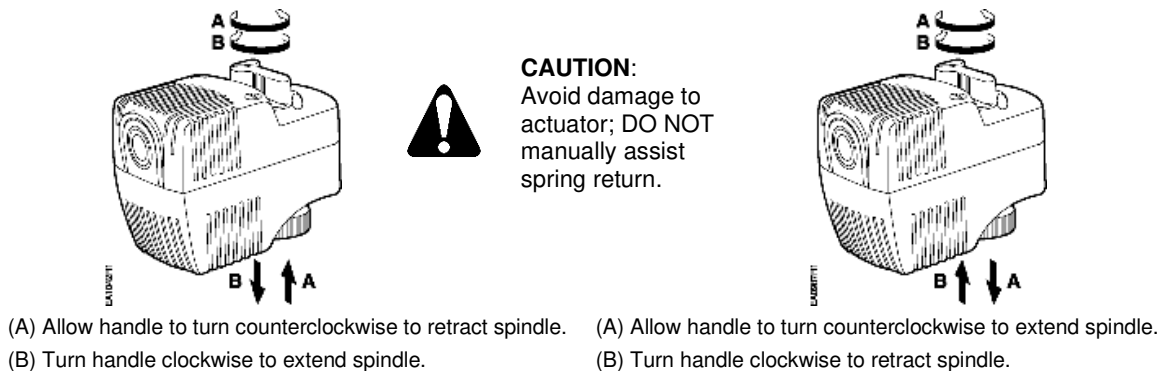 A
B
B A
EA10402/11
(A) Allow handle to turn counterclockwise to retract spindle.
(B) Turn handle clockwise to extend spindle.
CAUTION:
Avoid damage to
actuator; DO NOT
manually assist
spring return.
A
B
B A
(A) Allow handle to turn counterclockwise to extend spindle.
(B) Turn handle clockwise to retract spindle.